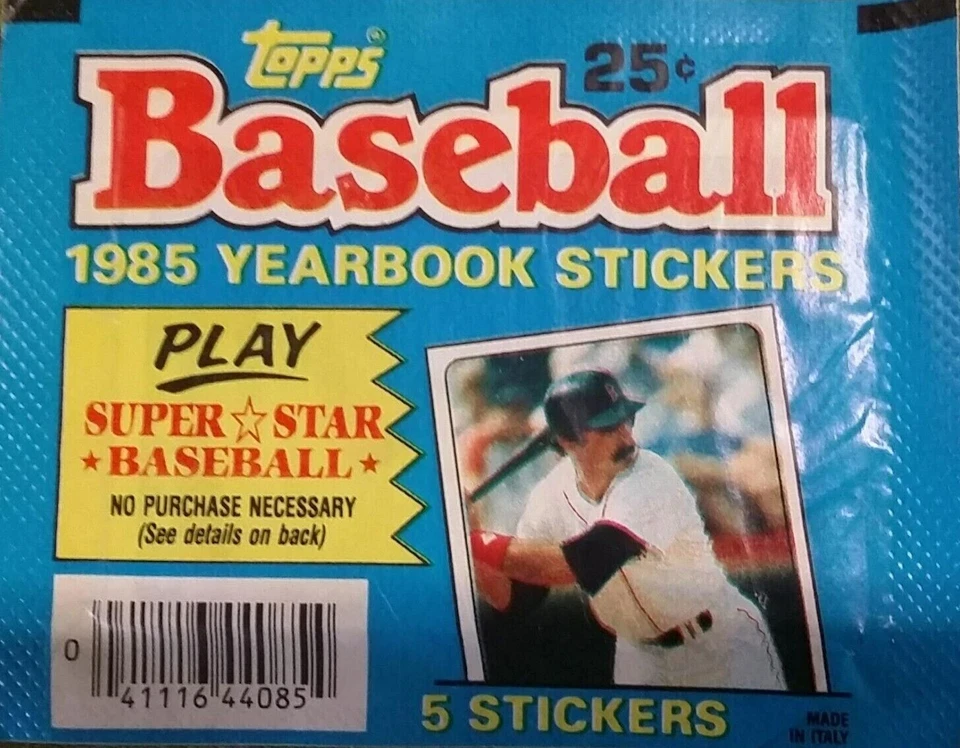 Topps® 25¢
Baseball
1985 YEARBOOK STICKERS
PLAY
SUPER☆STAR
★BASEBALL★
NO PURCHASE NECESSARY
(See details on back)
0 41116 44085
5 STICKERS
MADE
IN ITALY